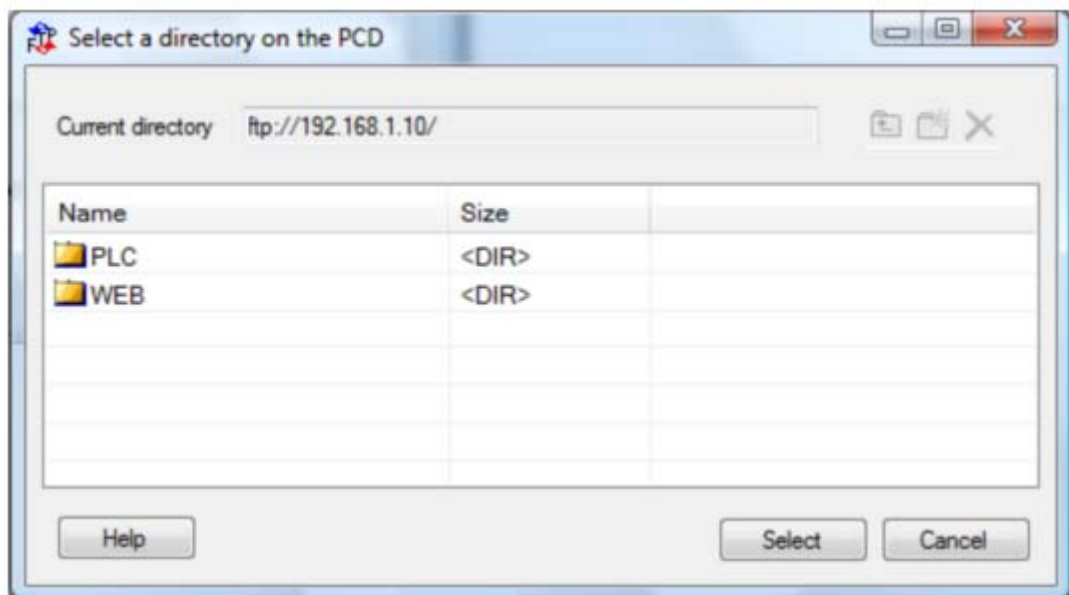 FTP Select a directory on the PCD
Current directory ftp://192.168.1.10/
Name Size
PLC <DIR>
WEB <DIR>
Help Select Cancel